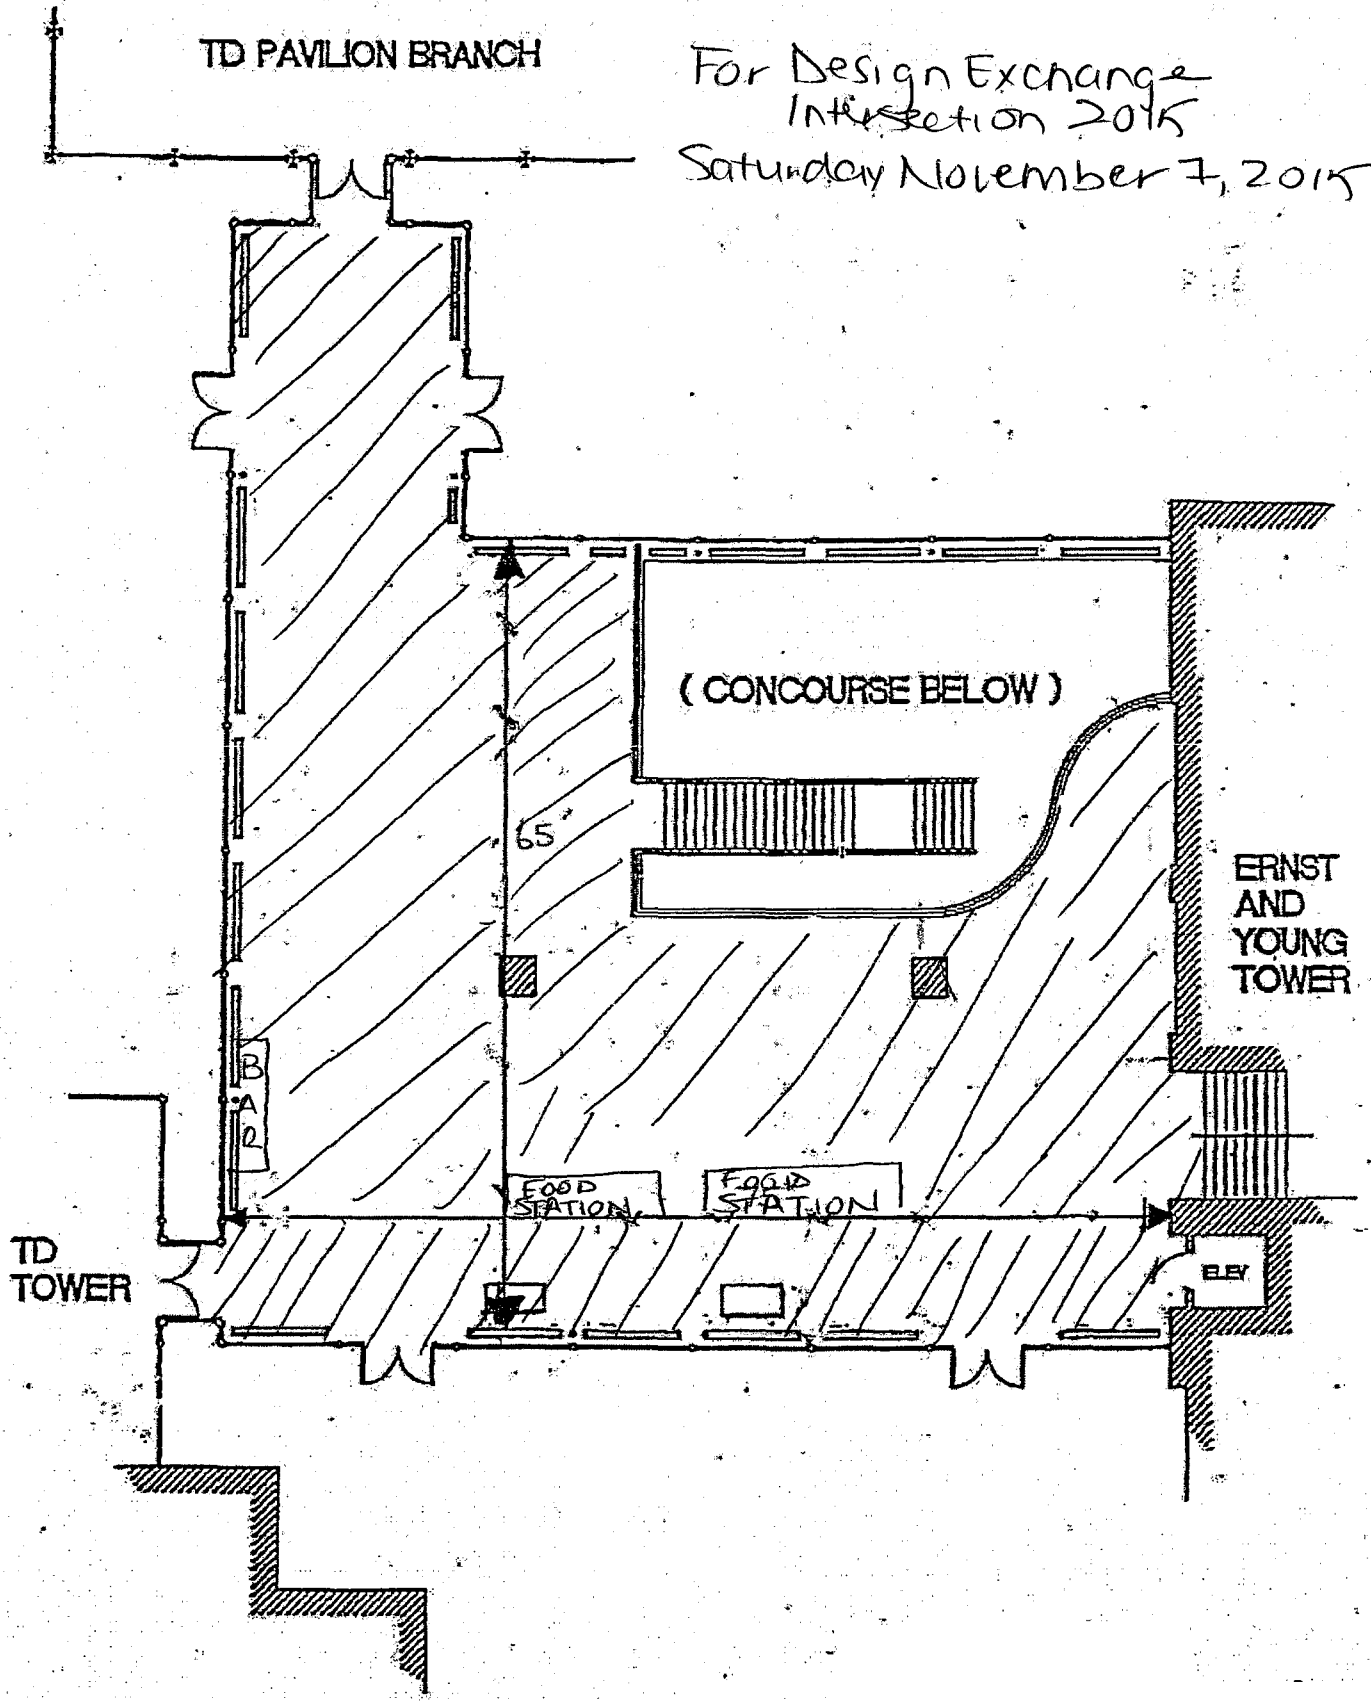 TD PAVILION BRANCH
For Design Exchange
Intersection 2015
Saturday November 7, 2015
( CONCOURSE BELOW )
65
ERNST
AND
YOUNG
TOWER
B
A
R
FOOD
STATION
FOOD
STATION
TD
TOWER
ELEV